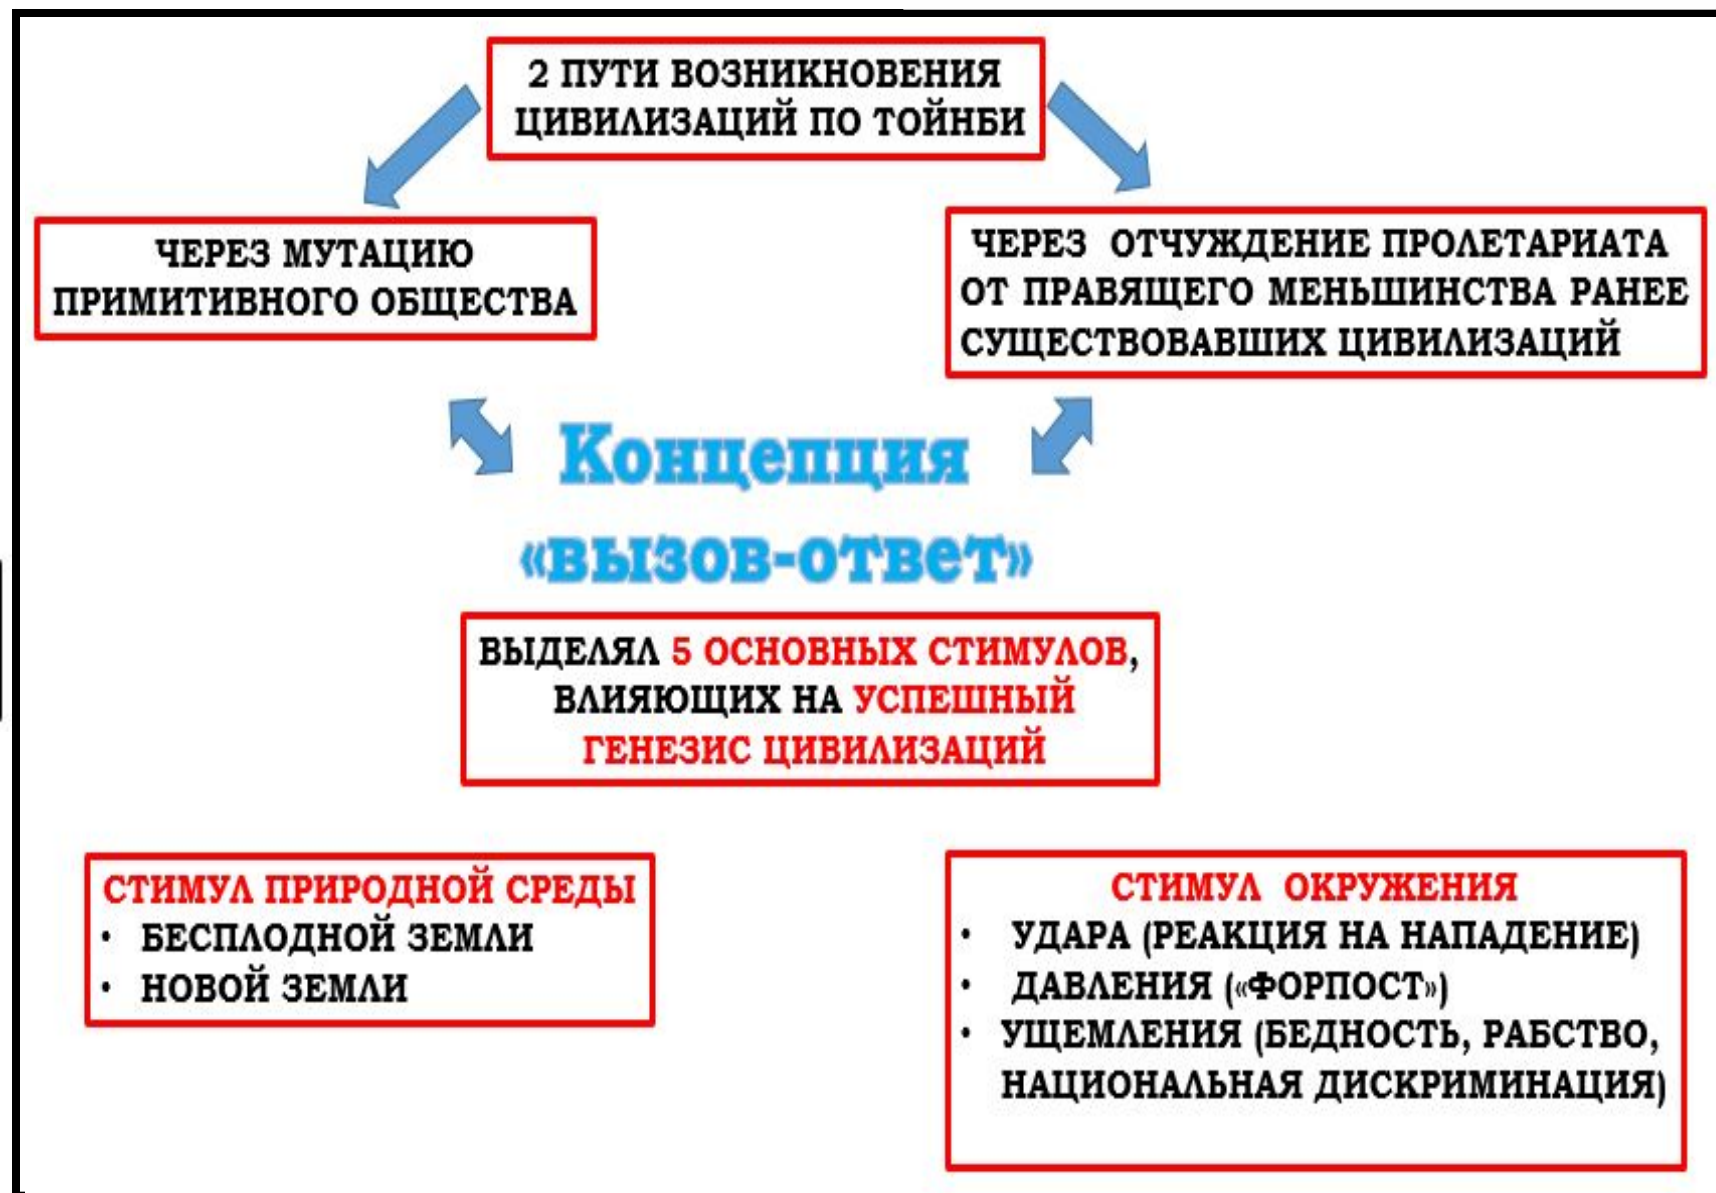 2 ПУТИ ВОЗНИКНОВЕНИЯ
ЦИВИЛИЗАЦИЙ ПО ТОЙНБИ
ЧЕРЕЗ МУТАЦИЮ
ПРИМИТИВНОГО ОБЩЕСТВА
ЧЕРЕЗ ОТЧУЖДЕНИЕ ПРОЛЕТАРИАТА
ОТ ПРАВЯЩЕГО МЕНЬШИНСТВА РАНЕЕ
СУЩЕСТВОВАВШИХ ЦИВИЛИЗАЦИЙ
Концепция
«вызов-ответ»
ВЫДЕЛЯЛ 5 ОСНОВНЫХ СТИМУЛОВ,
ВЛИЯЮЩИХ НА УСПЕШНЫЙ
ГЕНЕЗИС ЦИВИЛИЗАЦИЙ
СТИМУЛ ПРИРОДНОЙ СРЕДЫ
• БЕСПЛОДНОЙ ЗЕМЛИ
• НОВОЙ ЗЕМЛИ
СТИМУЛ ОКРУЖЕНИЯ
• УДАРА (РЕАКЦИЯ НА НАПАДЕНИЕ)
• ДАВЛЕНИЯ («ФОРПОСТ»)
• УЩЕМЛЕНИЯ (БЕДНОСТЬ, РАБСТВО,
НАЦИОНАЛЬНАЯ ДИСКРИМИНАЦИЯ)